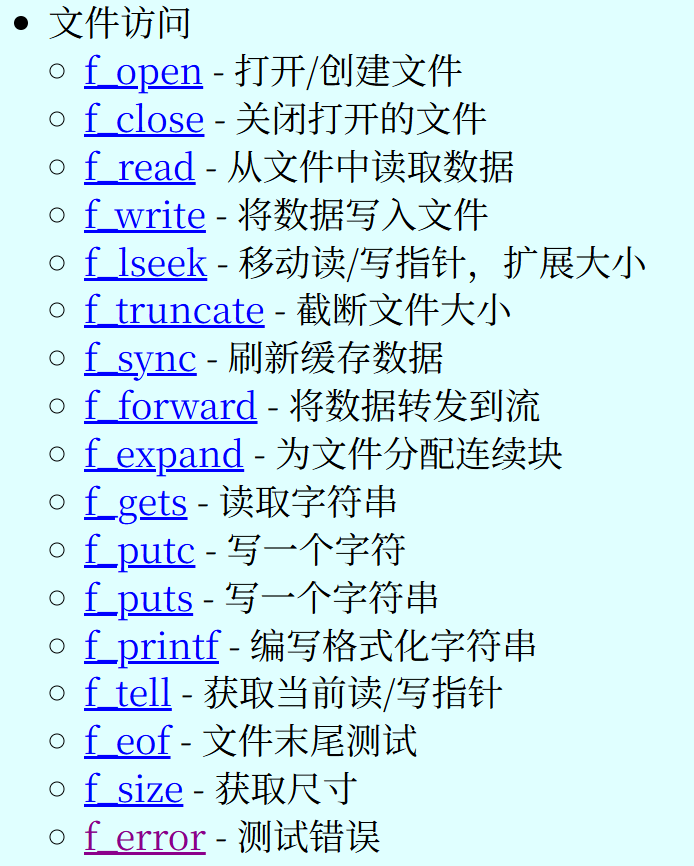 文件访问
f_open - 打开/创建文件
f_close - 关闭打开的文件
f_read - 从文件中读取数据
f_write - 将数据写入文件
f_lseek - 移动读/写指针，扩展大小
f_truncate - 截断文件大小
f_sync - 刷新缓存数据
f_forward - 将数据转发到流
f_expand - 为文件分配连续块
f_gets - 读取字符串
f_putc - 写一个字符
f_puts - 写一个字符串
f_printf - 编写格式化字符串
f_tell - 获取当前读/写指针
f_eof - 文件末尾测试
f_size - 获取尺寸
f_error - 测试错误